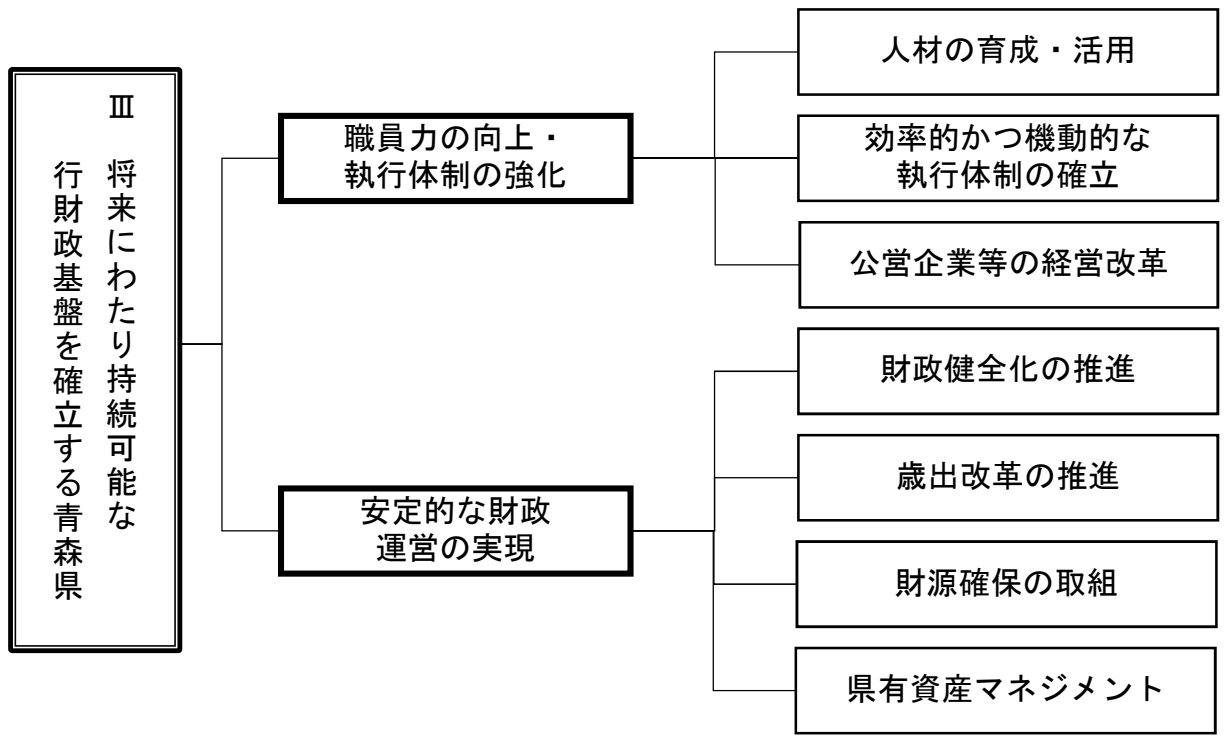 Ⅲ　将来にわたり持続可能な
行財政基盤を確立する青森県
職員力の向上・
執行体制の強化
人材の育成・活用
効率的かつ機動的な
執行体制の確立
公営企業等の経営改革
安定的な財政
運営の実現
財政健全化の推進
歳出改革の推進
財源確保の取組
県有資産マネジメント